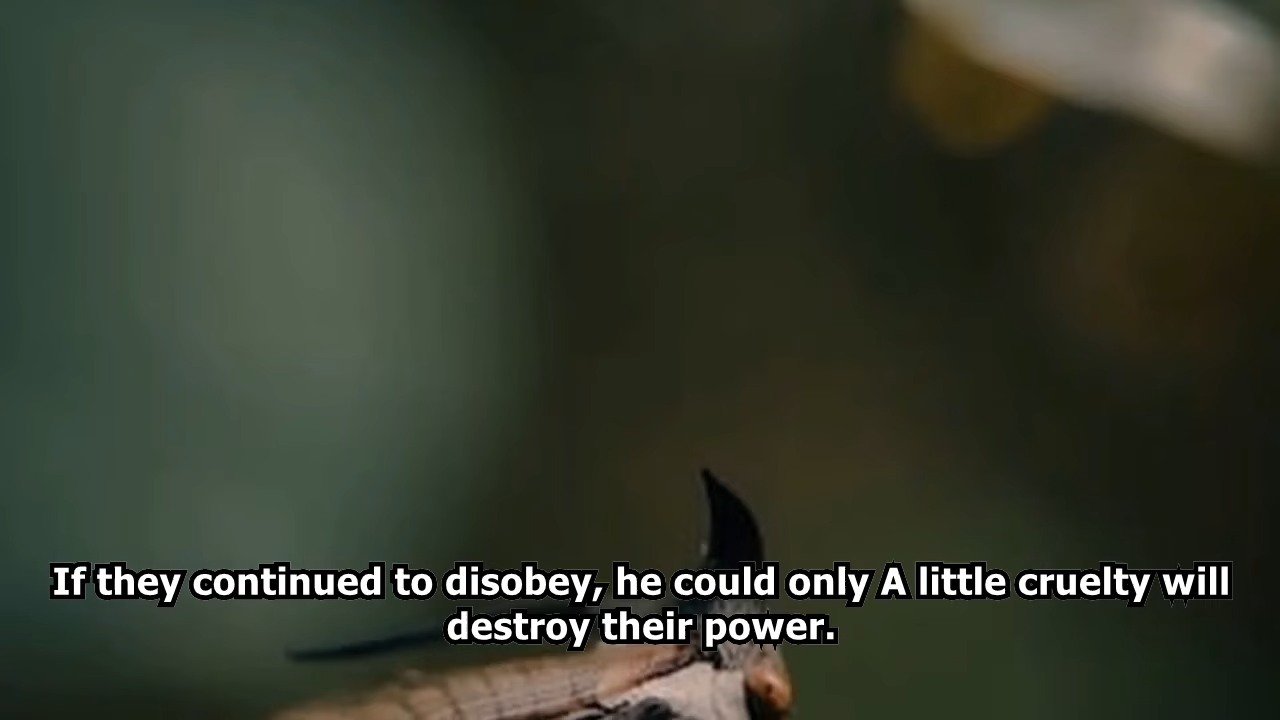 If they continued to disobey, he could only A little cruelty will
destroy their power.